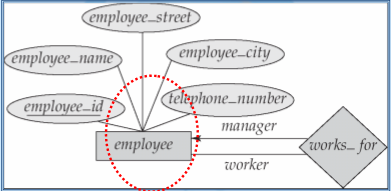 employee_street
employee_city
employee_name
telephone_number
employee_id
manager
employee
works_for
worker